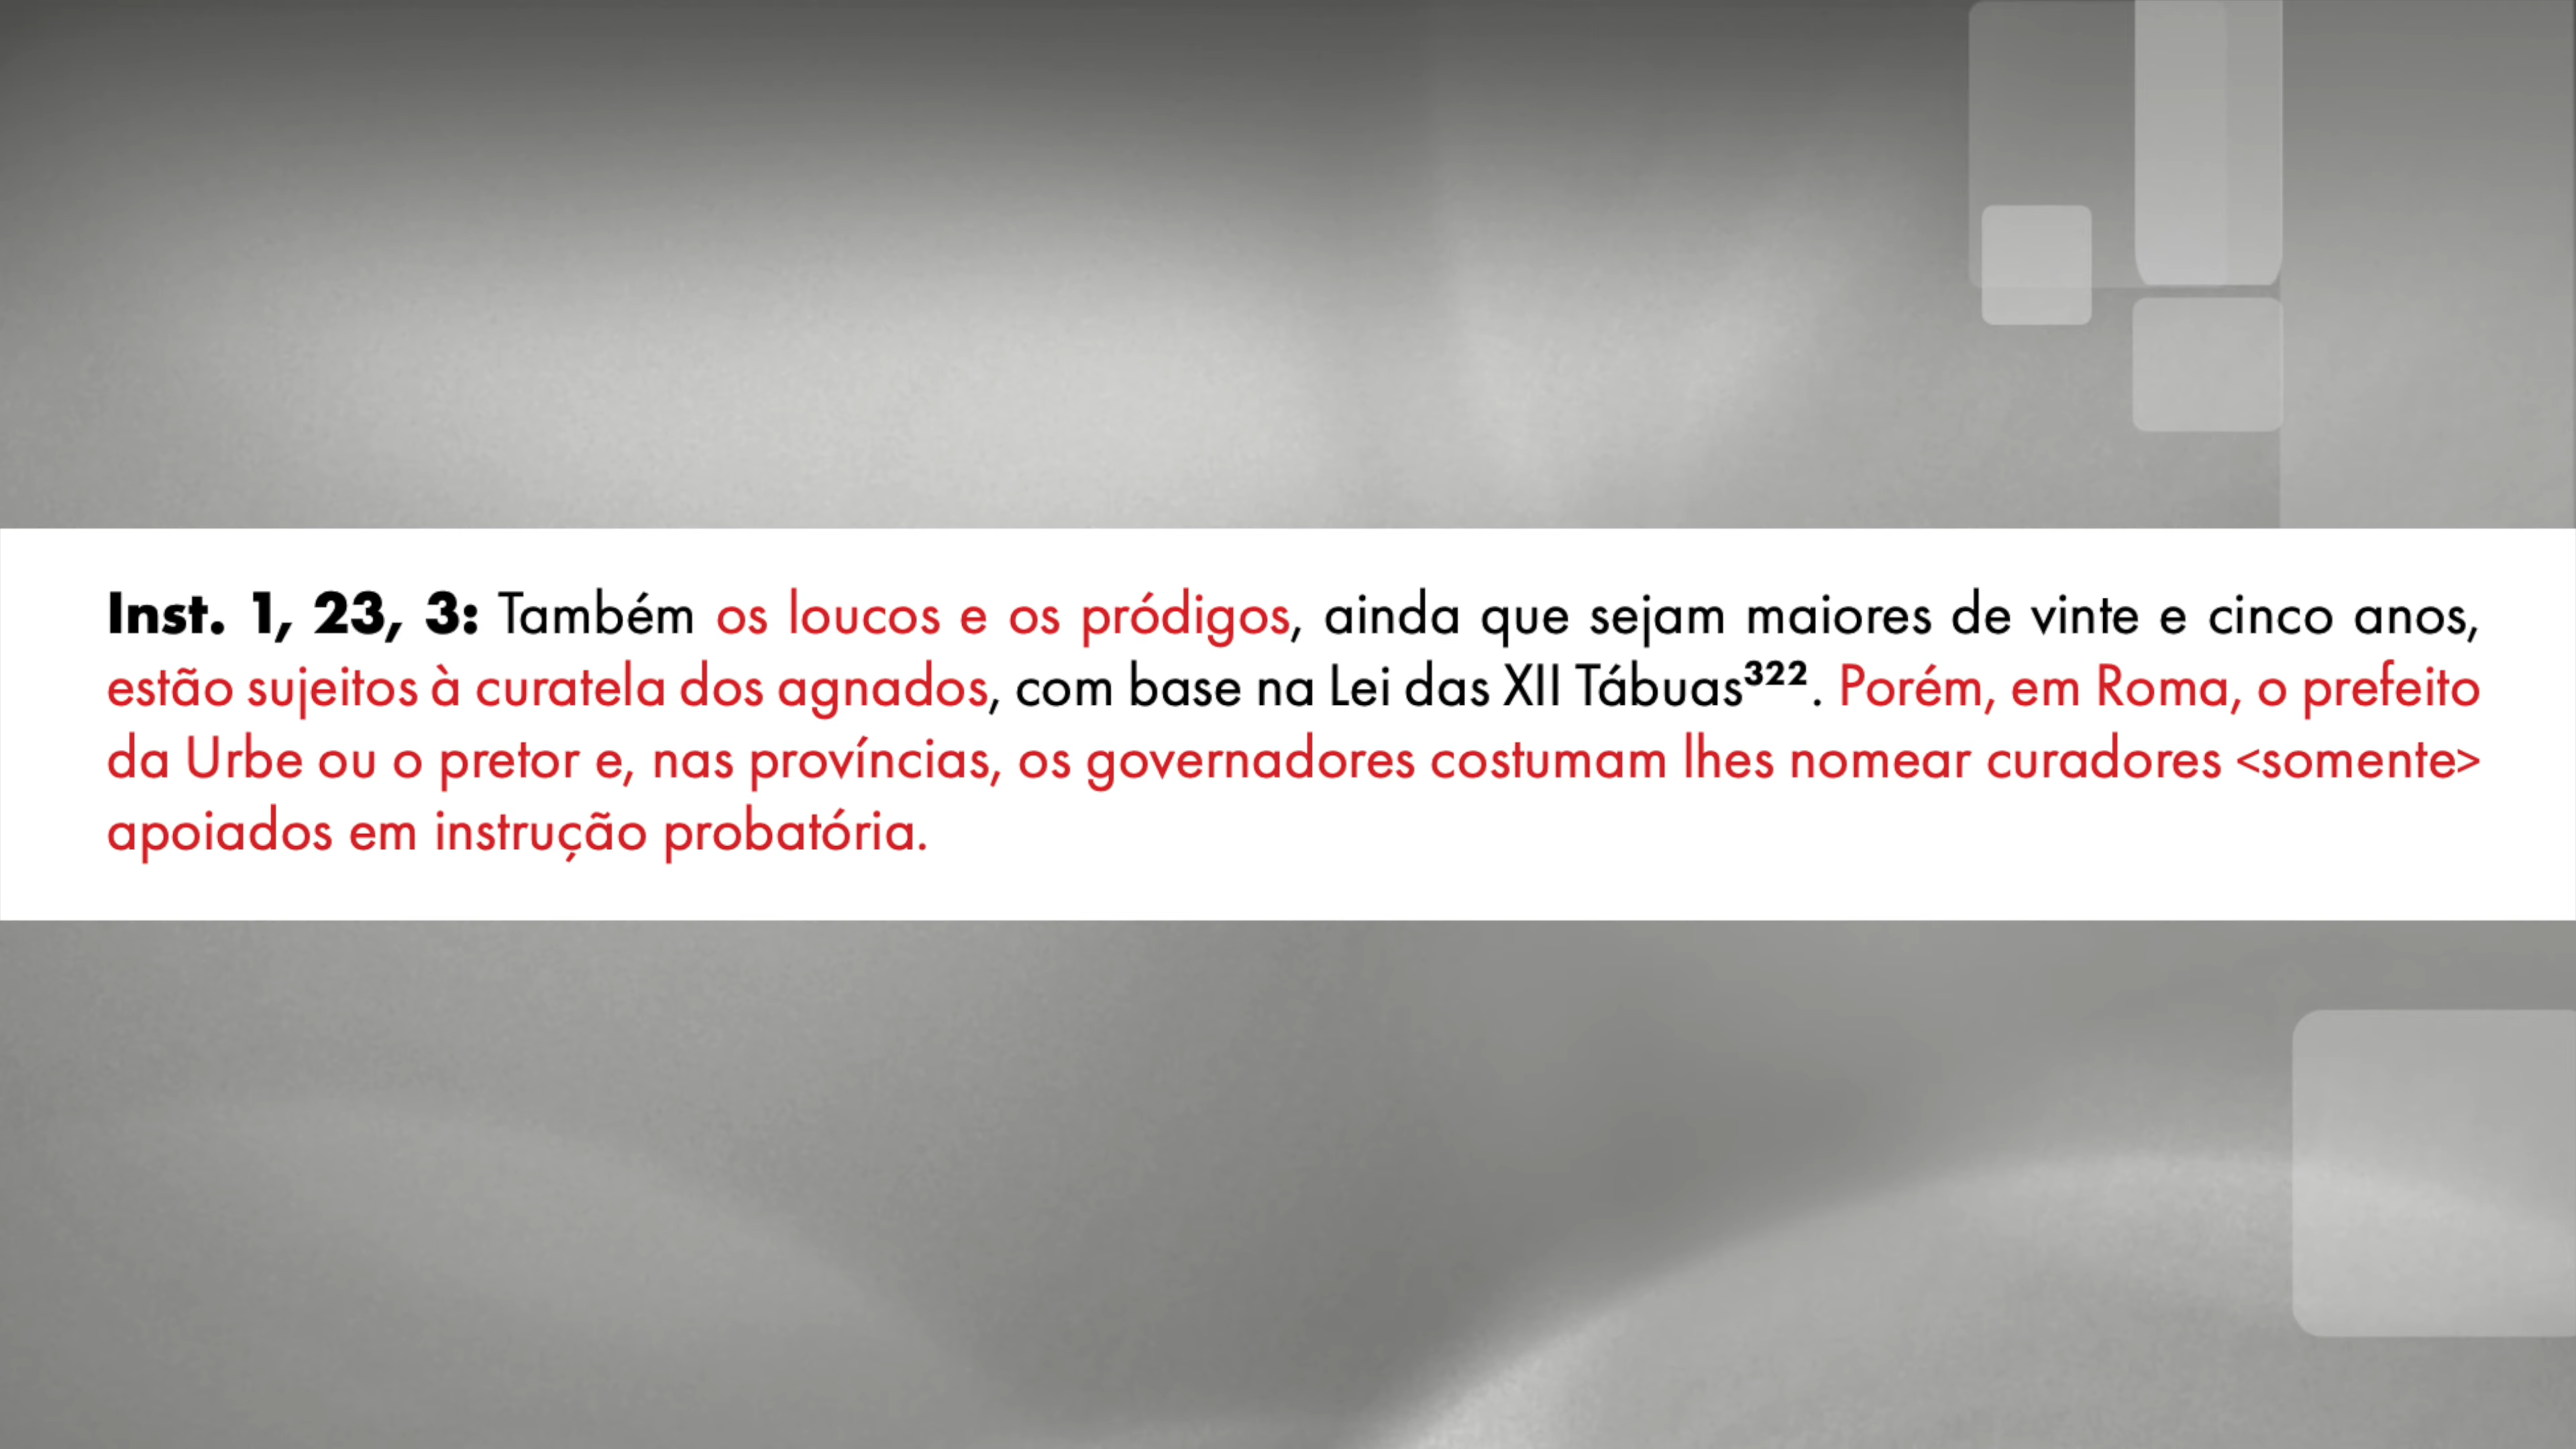 Inst. 1, 23, 3: Também os loucos e os pródigos, ainda que sejam maiores de vinte e cinco anos,
estão sujeitos à curatela dos agnados, com base na Lei das XII Tábuas³²². Porém, em Roma, o prefeito
da Urbe ou o pretor e, nas províncias, os governadores costumam lhes nomear curadores <somente>
apoiados em instrução probatória.